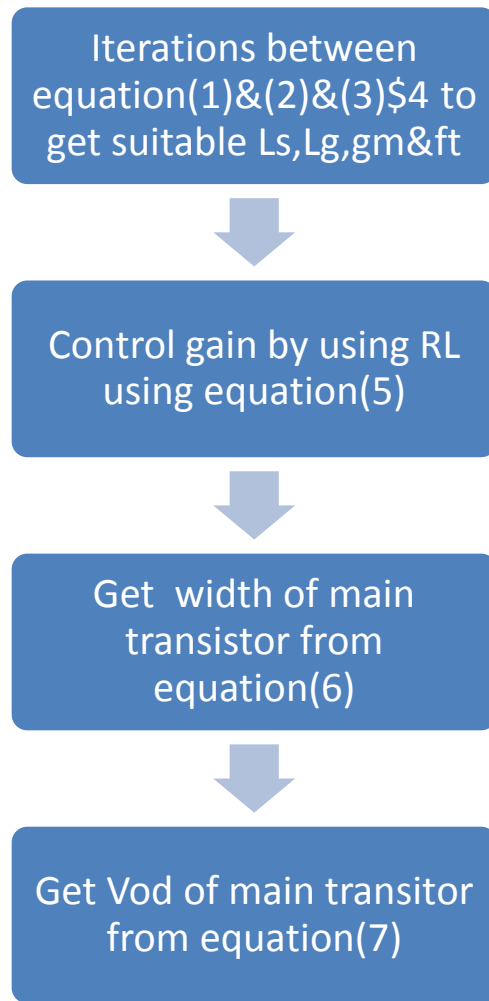 Iterations between
equation(1)&(2)&(3)$4 to
get suitable Ls,Lg,gm&ft
Control gain by using RL
using equation(5)
Get width of main
transistor from
equation(6)
Get Vod of main transitor
from equation(7)